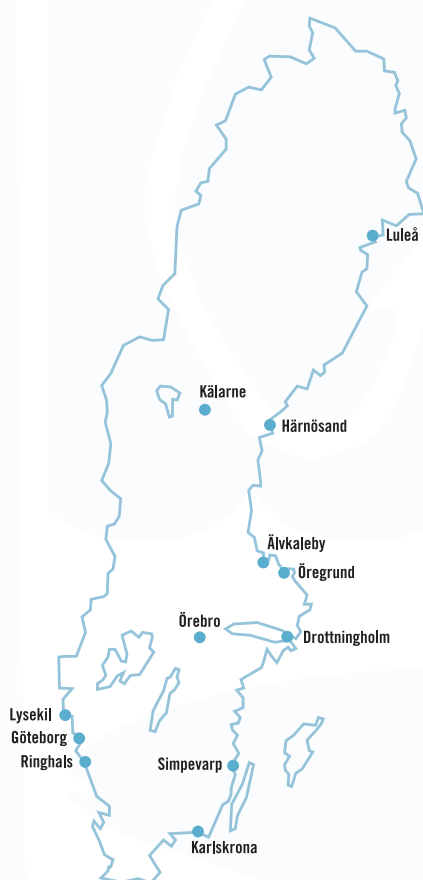 Luleå
Kälarne
Härnösand
Älvkaleby
Öregrund
Örebro
Drottningholm
Lysekil
Göteborg
Ringhals
Simpevarp
Karlskrona